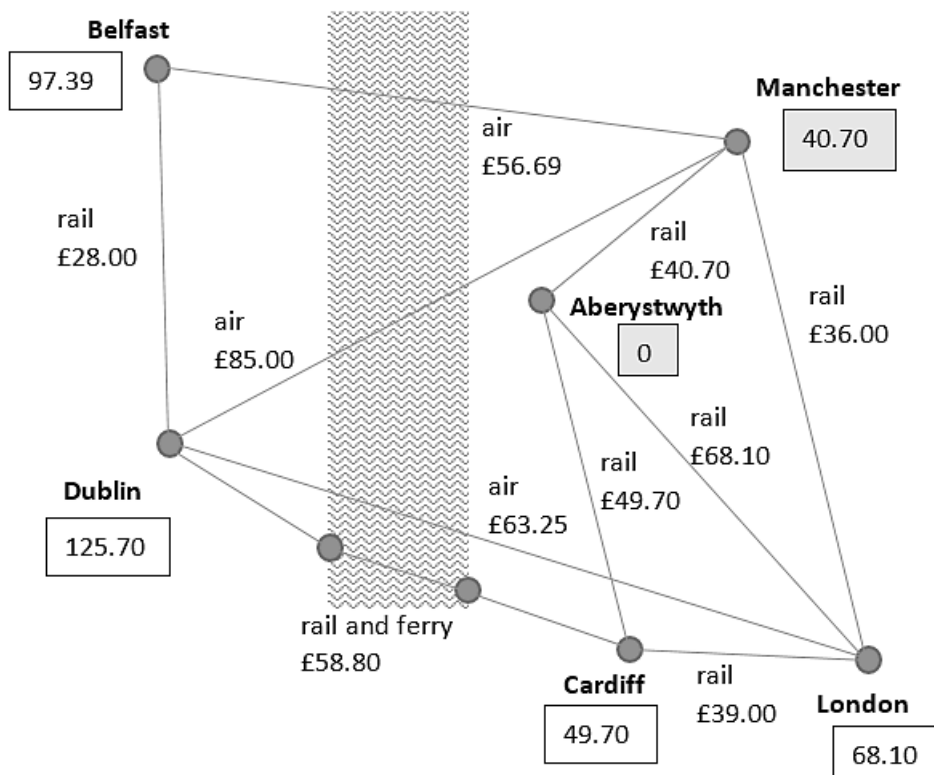 Belfast
97.39
Manchester
40.70
air
£56.69
rail
£28.00
rail
£40.70
Aberystwyth
0
rail
£36.00
air
£85.00
rail
£68.10
rail
£49.70
Dublin
125.70
air
£63.25
rail and ferry
£58.80
Cardiff
49.70
rail
£39.00
London
68.10